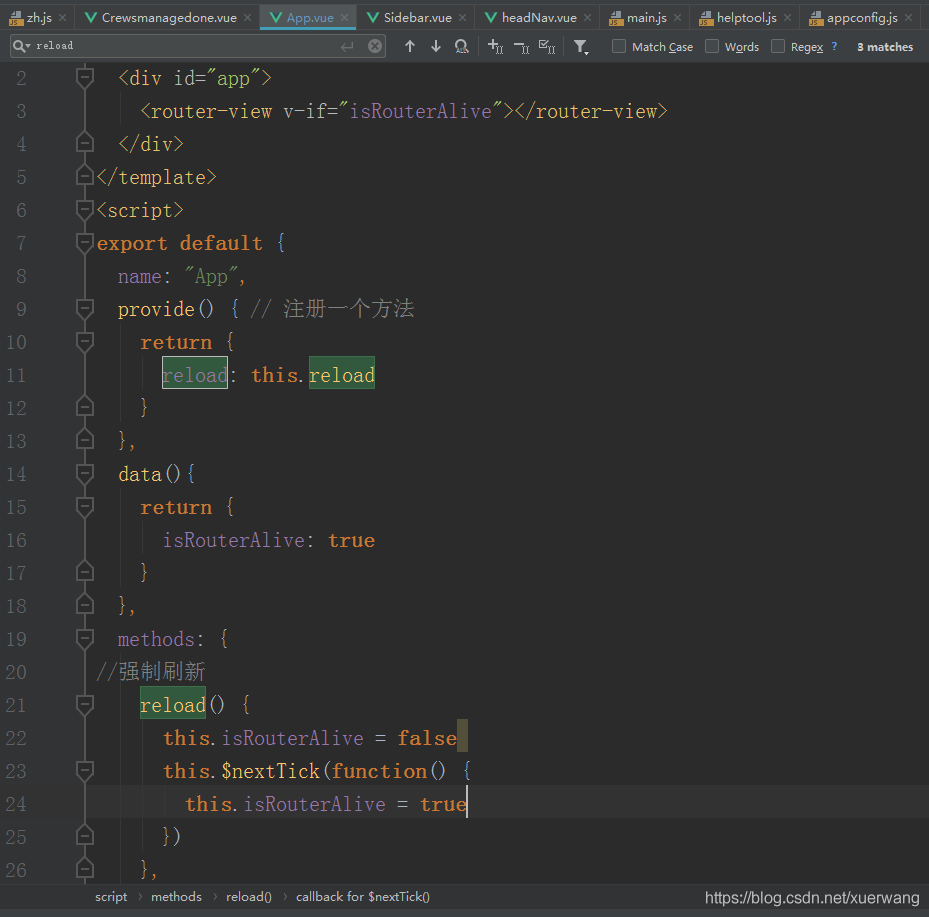 zh.js Crewsmanagedone.vue App.vue Sidebar.vue headNav.vue main.js helptool.js appconfig.js
reload Match Case Words Regex ? 3 matches
2 <div id="app">
3 <router-view v-if="isRouterAlive"></router-view>
4 </div>
5 </template>
6 <script>
7 export default {
8 name: "App",
9 provide() { // 注册一个方法
10 return {
11 reload: this.reload
12 }
13 },
14 data(){
15 return {
16 isRouterAlive: true
17 }
18 },
19 methods: {
20 //强制刷新
21 reload() {
22 this.isRouterAlive = false
23 this.$nextTick(function() {
24 this.isRouterAlive = true
25 })
26 },
script methods reload() callback for $nextTick()
https://blog.csdn.net/xuerwang